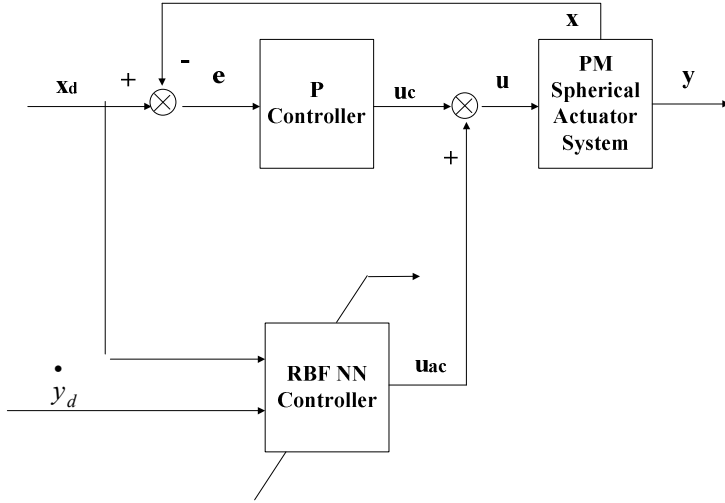 x
- 
+
xd
e
P
Controller
uc
u
PM
Spherical
Actuator
System
y
+
RBF NN
Controller
uac
ẏd